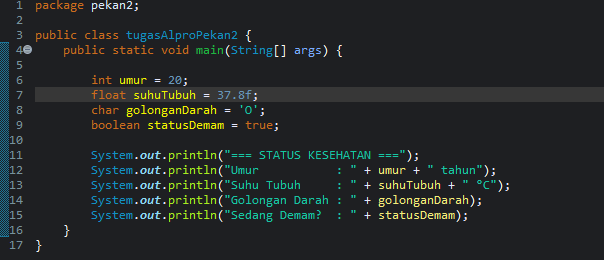 1 package pekan2;
2
3 public class tugasAlproPekan2 {
4 public static void main(String[] args) {
5
6 int umur = 20;
7 float suhuTubuh = 37.8f;
8 char golonganDarah = 'O';
9 boolean statusDemam = true;
10
11 System.out.println("=== STATUS KESEHATAN ===");
12 System.out.println("Umur : " + umur + " tahun");
13 System.out.println("Suhu Tubuh : " + suhuTubuh + " °C");
14 System.out.println("Golongan Darah : " + golonganDarah);
15 System.out.println("Sedang Demam? : " + statusDemam);
16 }
17 }